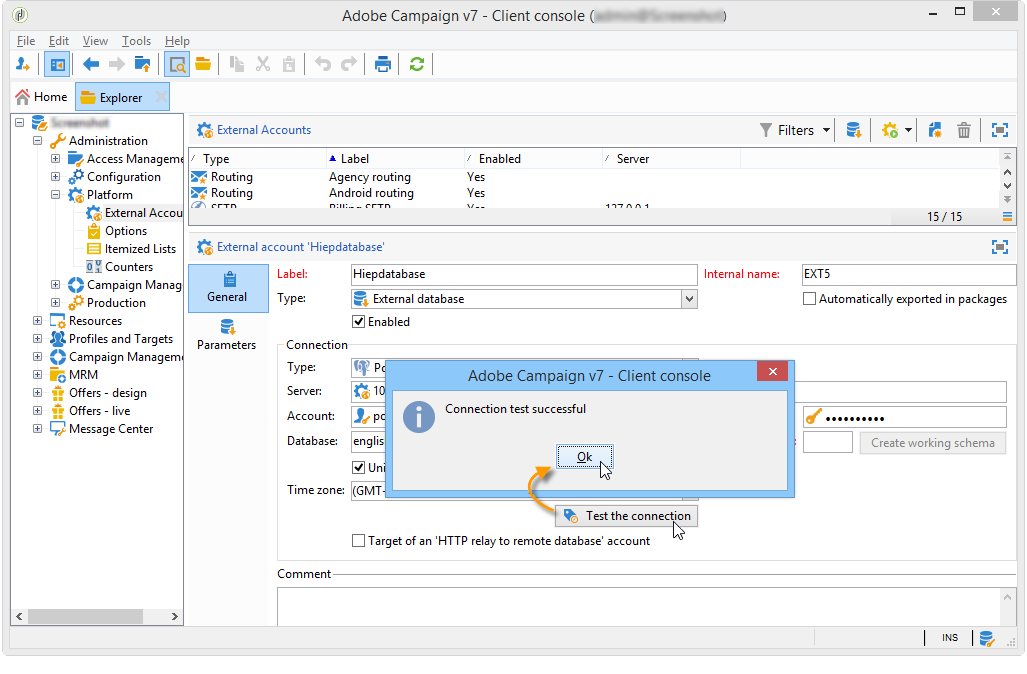 Adobe Campaign v7 - Client console (
File Edit View Tools Help
Home Explorer
Administration
Access Manageme
Configuration
Platform
External Accou
Options
Itemized Lists
Counters
Campaign Manag
Production
Resources
Profiles and Targets
Campaign Manageme
MRM
Offers - design
Offers - live
Message Center
External Accounts Filters
Type Label Enabled Server
Routing Agency routing Yes
Routing Android routing Yes
SFTP Billing SFTP Yes 127.0.0.1
15 / 15
External account 'Hiepdatabase'
General
Parameters
Label: Hiepdatabase Internal name: EXT5
Type: External database Automatically exported in packages
Enabled
Connection
Type: Po
Server: 10
Account: po ••••••••••
Database: englis Create working schema
Uni
Time zone: (GMT-
Adobe Campaign v7 - Client console
Connection test successful
Ok
Test the connection
Target of an 'HTTP relay to remote database' account
Comment
INS